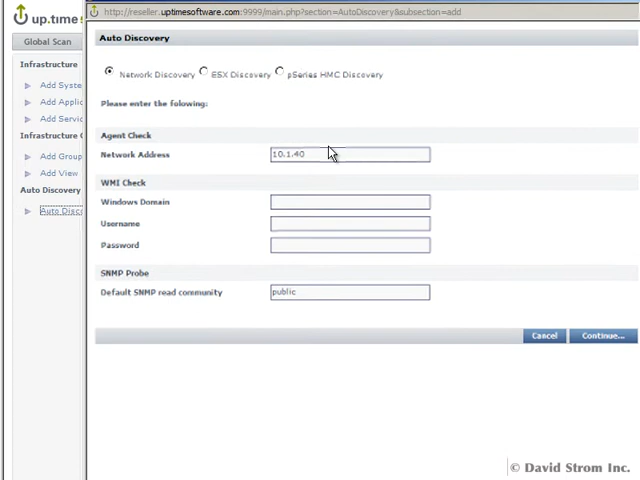 http://reseller.uptimesoftware.com:9999/main.php?section=AutoDiscovery&subsection=add
up.time
Global Scan
Infrastructure
Add Syste
Add Applic
Add Servic
Infrastructure G
Add Group
Add View
Auto Discovery
Auto Disco
Auto Discovery
Network Discovery ESX Discovery pSeries HMC Discovery
Please enter the following:
Agent Check
Network Address 10.1.40
WMI Check
Windows Domain
Username
Password
SNMP Probe
Default SNMP read community public
Cancel Continue...
© David Strom Inc.